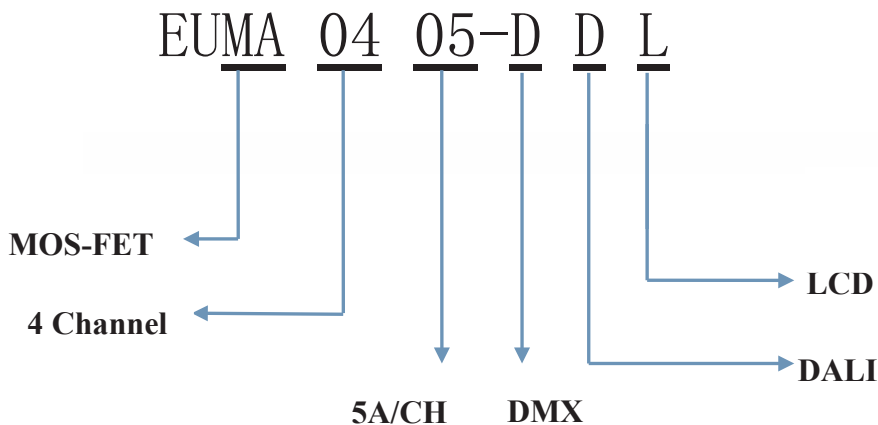 EUMA 04 05-D D L
MOS-FET
LCD
4 Channel
DALI
5A/CH DMX